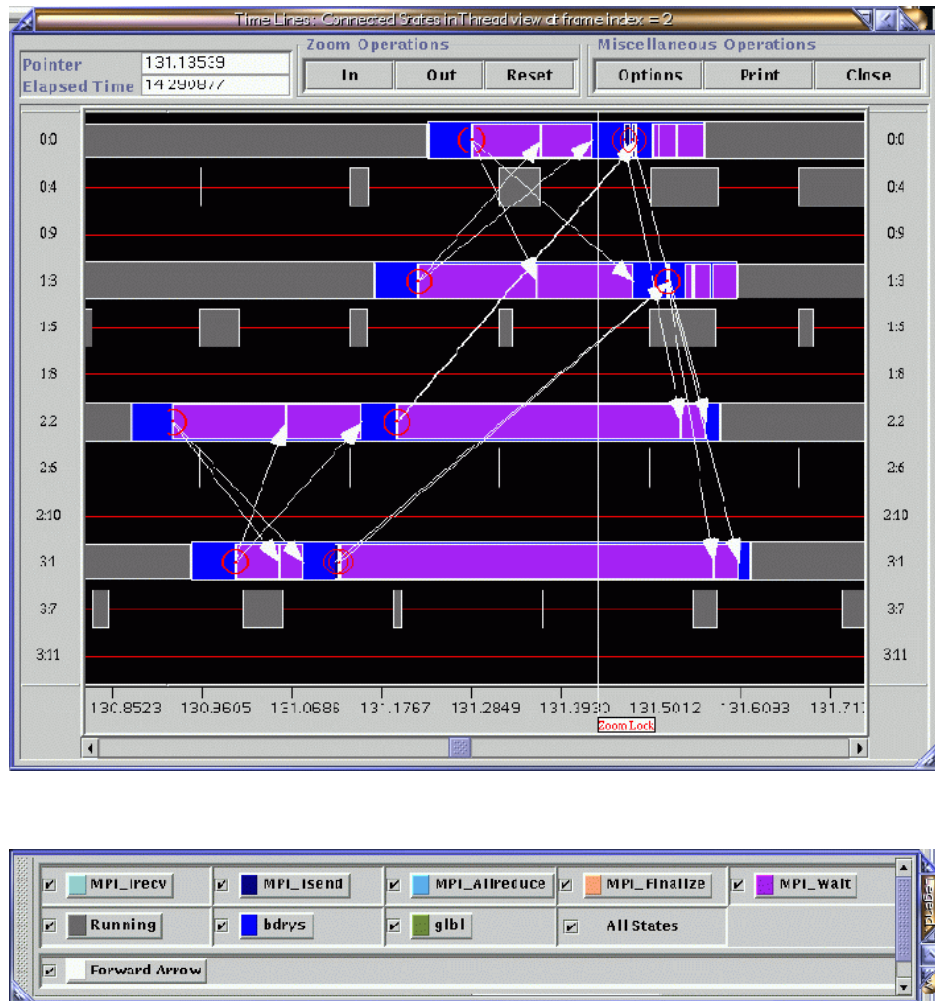 Time Lines : Connected States in Thread view at frame index = 2
Zoom Operations
Miscellaneous Operations
Pointer 131.13539
Elapsed Time 14.290877
In Out Reset
Options Print Close
0:0 0:0
0:4 0:4
0:9 0:9
1:3 1:3
1:5 1:5
1:8 1:8
2:2 2:2
2:6 2:6
2:10 2:10
3:1 3:1
3:7 3:7
3:11 3:11
130.8523 130.9605 131.0686 131.1767 131.2849 131.3930 131.5012 131.6093 131.717
Zoom Lock
MPI_Irecv MPI_Isend MPI_Allreduce MPI_Finalize MPI_Wait
Running bdrys glbl All States
Forward Arrow
Legend